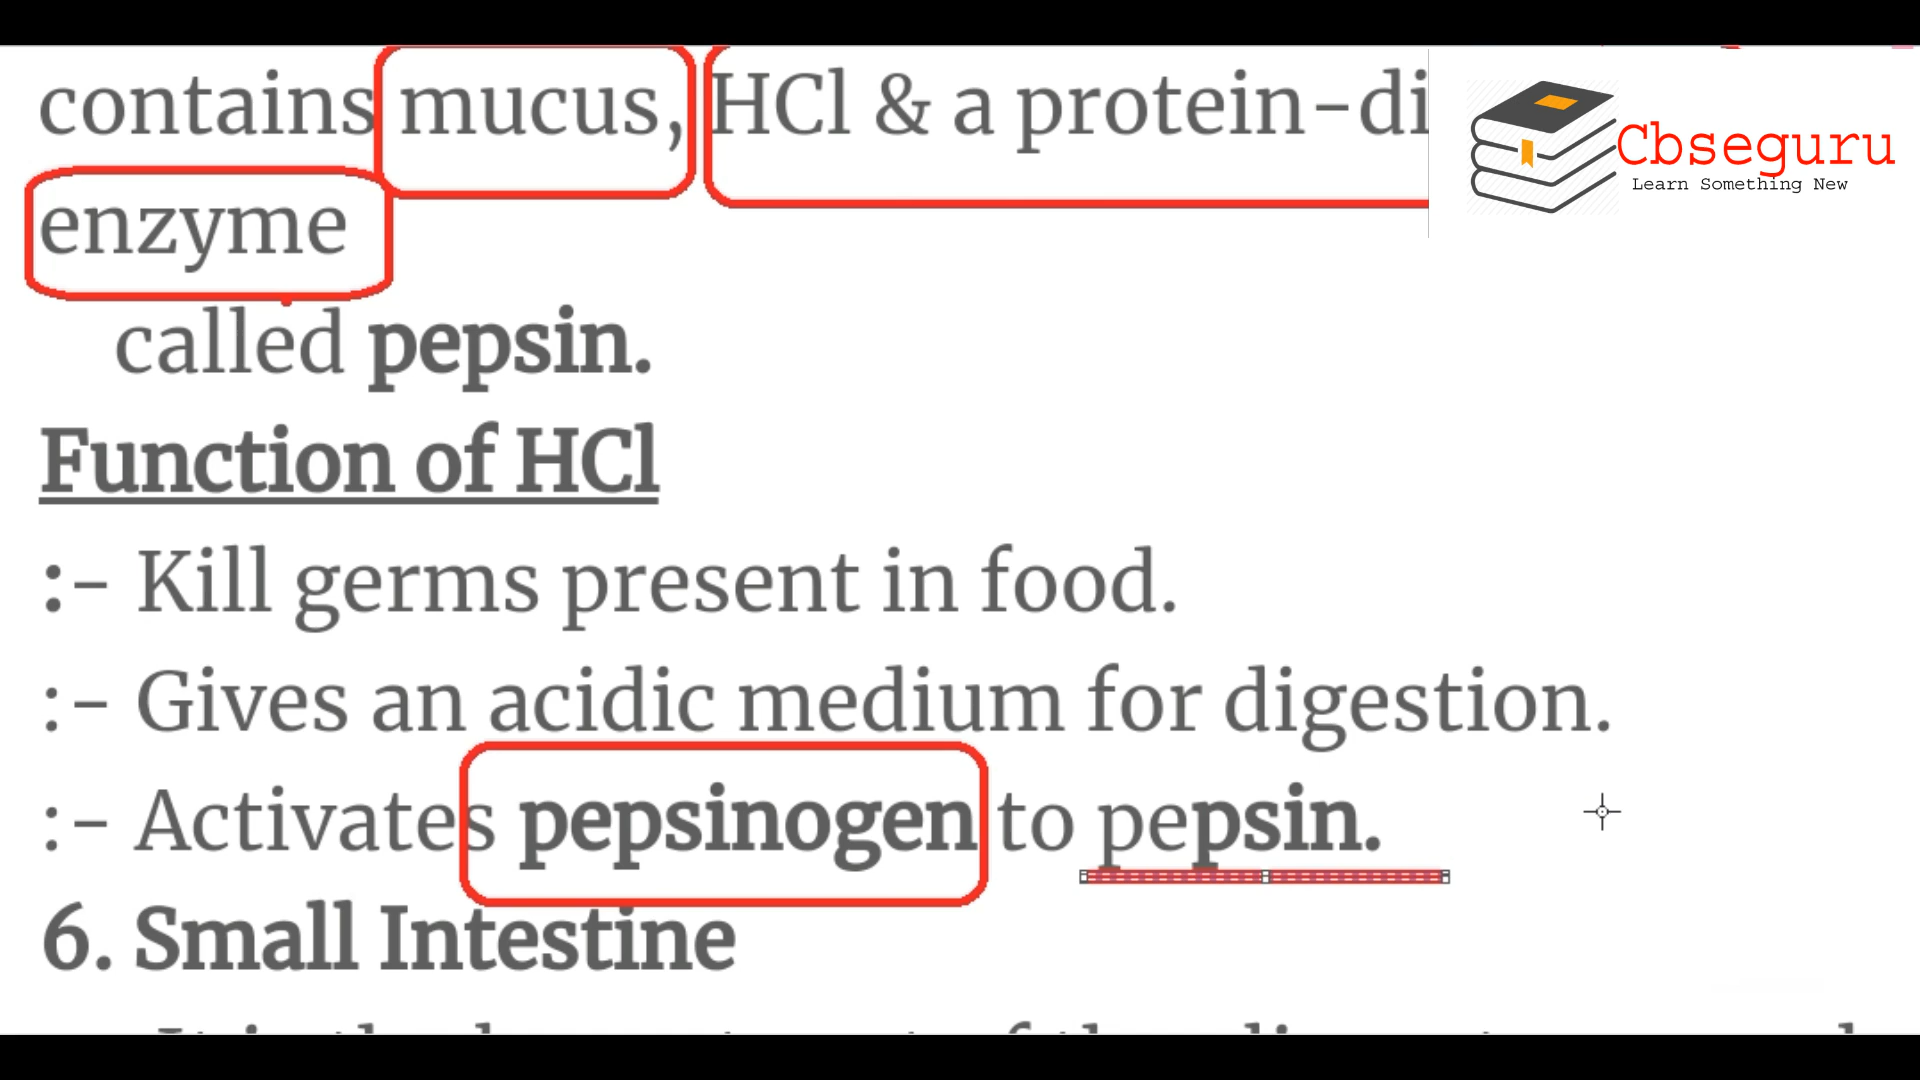 contains mucus, HCl & a protein-di
Cbseguru
Learn Something New
enzyme
called pepsin.
Function of HCl
:- Kill germs present in food.
:- Gives an acidic medium for digestion.
:- Activates pepsinogen to pepsin.
6. Small Intestine